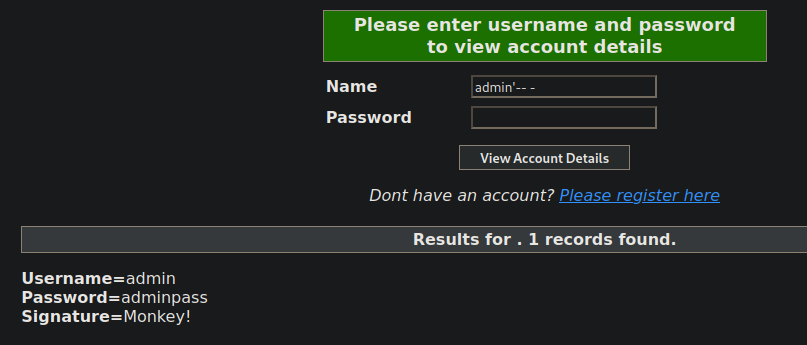 Please enter username and password
to view account details
Name
admin'-- -
Password
View Account Details
Dont have an account? Please register here
Results for . 1 records found.
Username=admin
Password=adminpass
Signature=Monkey!